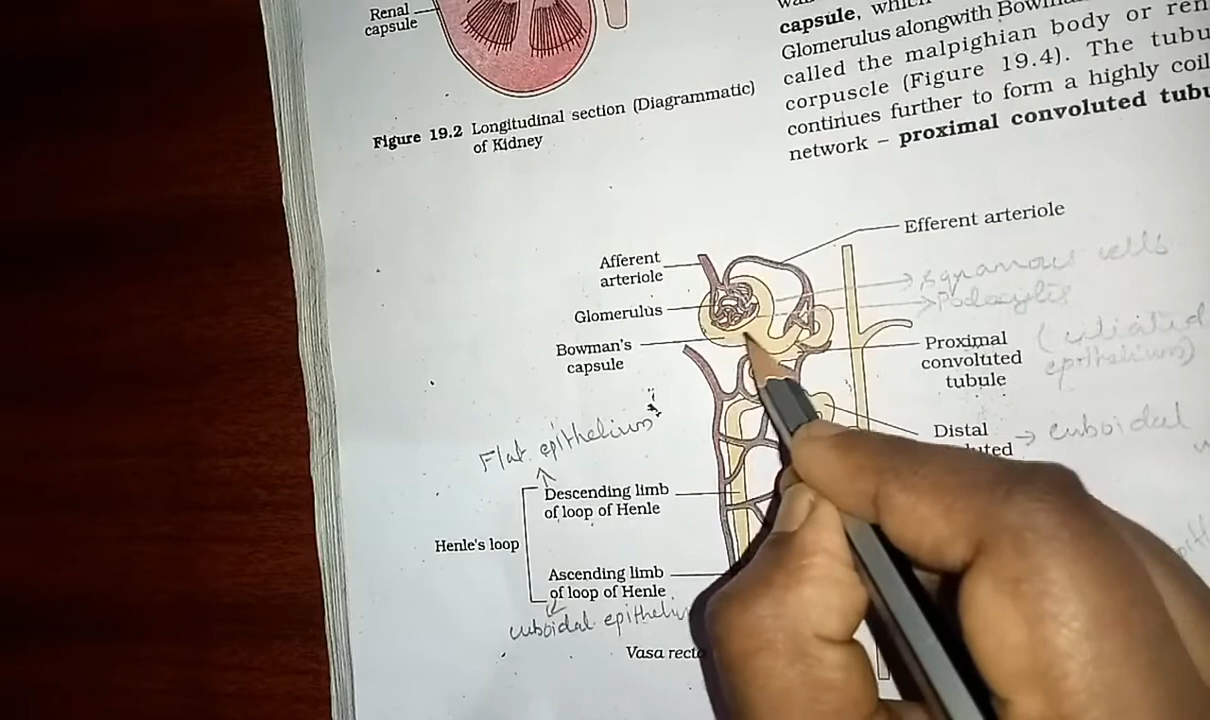 Renal
capsule
Figure 19.2 Longitudinal section (Diagrammatic)
of Kidney
capsule, which
Glomerulus alongwith Bowman
called the malpighian body or ren
corpuscle (Figure 19.4). The tubu
continues further to form a highly coil
network – proximal convoluted tubu
Efferent arteriole
Afferent
arteriole
squamous cells
Podocytes
Glomerulus
Bowman's
capsule
Proximal
convoluted
tubule
(ciliated
epithelium)
Distal
→ cuboidal
Flat epithelium
Descending limb
of loop of Henle
Henle's loop
Ascending limb
of loop of Henle
cuboidal epitheliu
Vasa recta